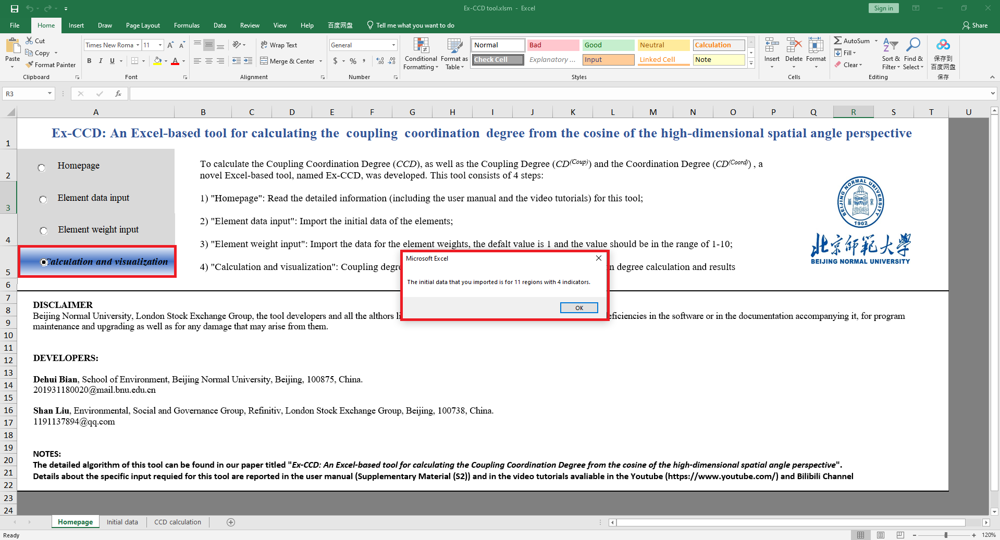 Ex-CCD tool.xlsm - Excel
Sign in
File Home Insert Draw Page Layout Formulas Data Review View Help 百度网盘 Tell me what you want to do Share
Paste
Cut
Copy
Format Painter
Clipboard
Times New Roma 11
B I U
Font
Wrap Text
Merge & Center
Alignment
General
$ % ,
Number
Conditional Formatting
Format as Table
Normal Bad Good Neutral Calculation
Check Cell Explanatory ... Input Linked Cell Note
Styles
Insert Delete Format
Cells
AutoSum
Fill
Clear
Sort & Filter
Find & Select
Editing
保存到
百度网盘
保存
R3
fx
A B C D E F G H I J K L M N O P Q R S T U
1
2
3
4
5
6
7
8
9
10
11
12
13
14
15
16
17
18
19
20
21
22
23
24
Ex-CCD: An Excel-based tool for calculating the coupling coordination degree from the cosine of the high-dimensional spatial angle perspective
Homepage
Element data input
Element weight input
Calculation and visualization
To calculate the Coupling Coordination Degree (CCD), as well as the Coupling Degree (CD(Coup)) and the Coordination Degree (CD(Coord)) , a
novel Excel-based tool, named Ex-CCD, was developed. This tool consists of 4 steps:
1) "Homepage": Read the detailed information (including the user manual and the video tutorials) for this tool;
2) "Element data input": Import the initial data of the elements;
3) "Element weight input": Import the data for the element weights, the defalt value is 1 and the value should be in the range of 1-10;
4) "Calculation and visualization": Coupling degre n degree calculation and results
BEIJING NORMAL UNIVERSITY
1902
北京师范大学
BEIJING NORMAL UNIVERSITY
Microsoft Excel
The initial data that you imported is for 11 regions with 4 indicators.
OK
DISCLAIMER
Beijing Normal University, London Stock Exchange Group, the tool developers and all the althors li eficiencies in the software or in the documentation accompanying it, for program
maintenance and upgrading as well as for any damage that may arise from them.
DEVELOPERS:
Dehui Bian, School of Environment, Beijing Normal University, Beijing, 100875, China.
201931180020@mail.bnu.edu.cn
Shan Liu, Environmental, Social and Governance Group, Refinitiv, London Stock Exchange Group, Beijing, 100738, China.
1191137894@qq.com
NOTES:
The detailed algorithm of this tool can be found in our paper titled "Ex-CCD: An Excel-based tool for calculating the Coupling Coordination Degree from the cosine of the high-dimensional spatial angle perspective".
Details about the specific input requied for this tool are reported in the user manual (Supplementary Material (S2)) and in the video tutorials avaliable in the Youtube (https://www.youtube.com/) and Bilibili Channel
Homepage Initial data CCD calculation
Ready
120%